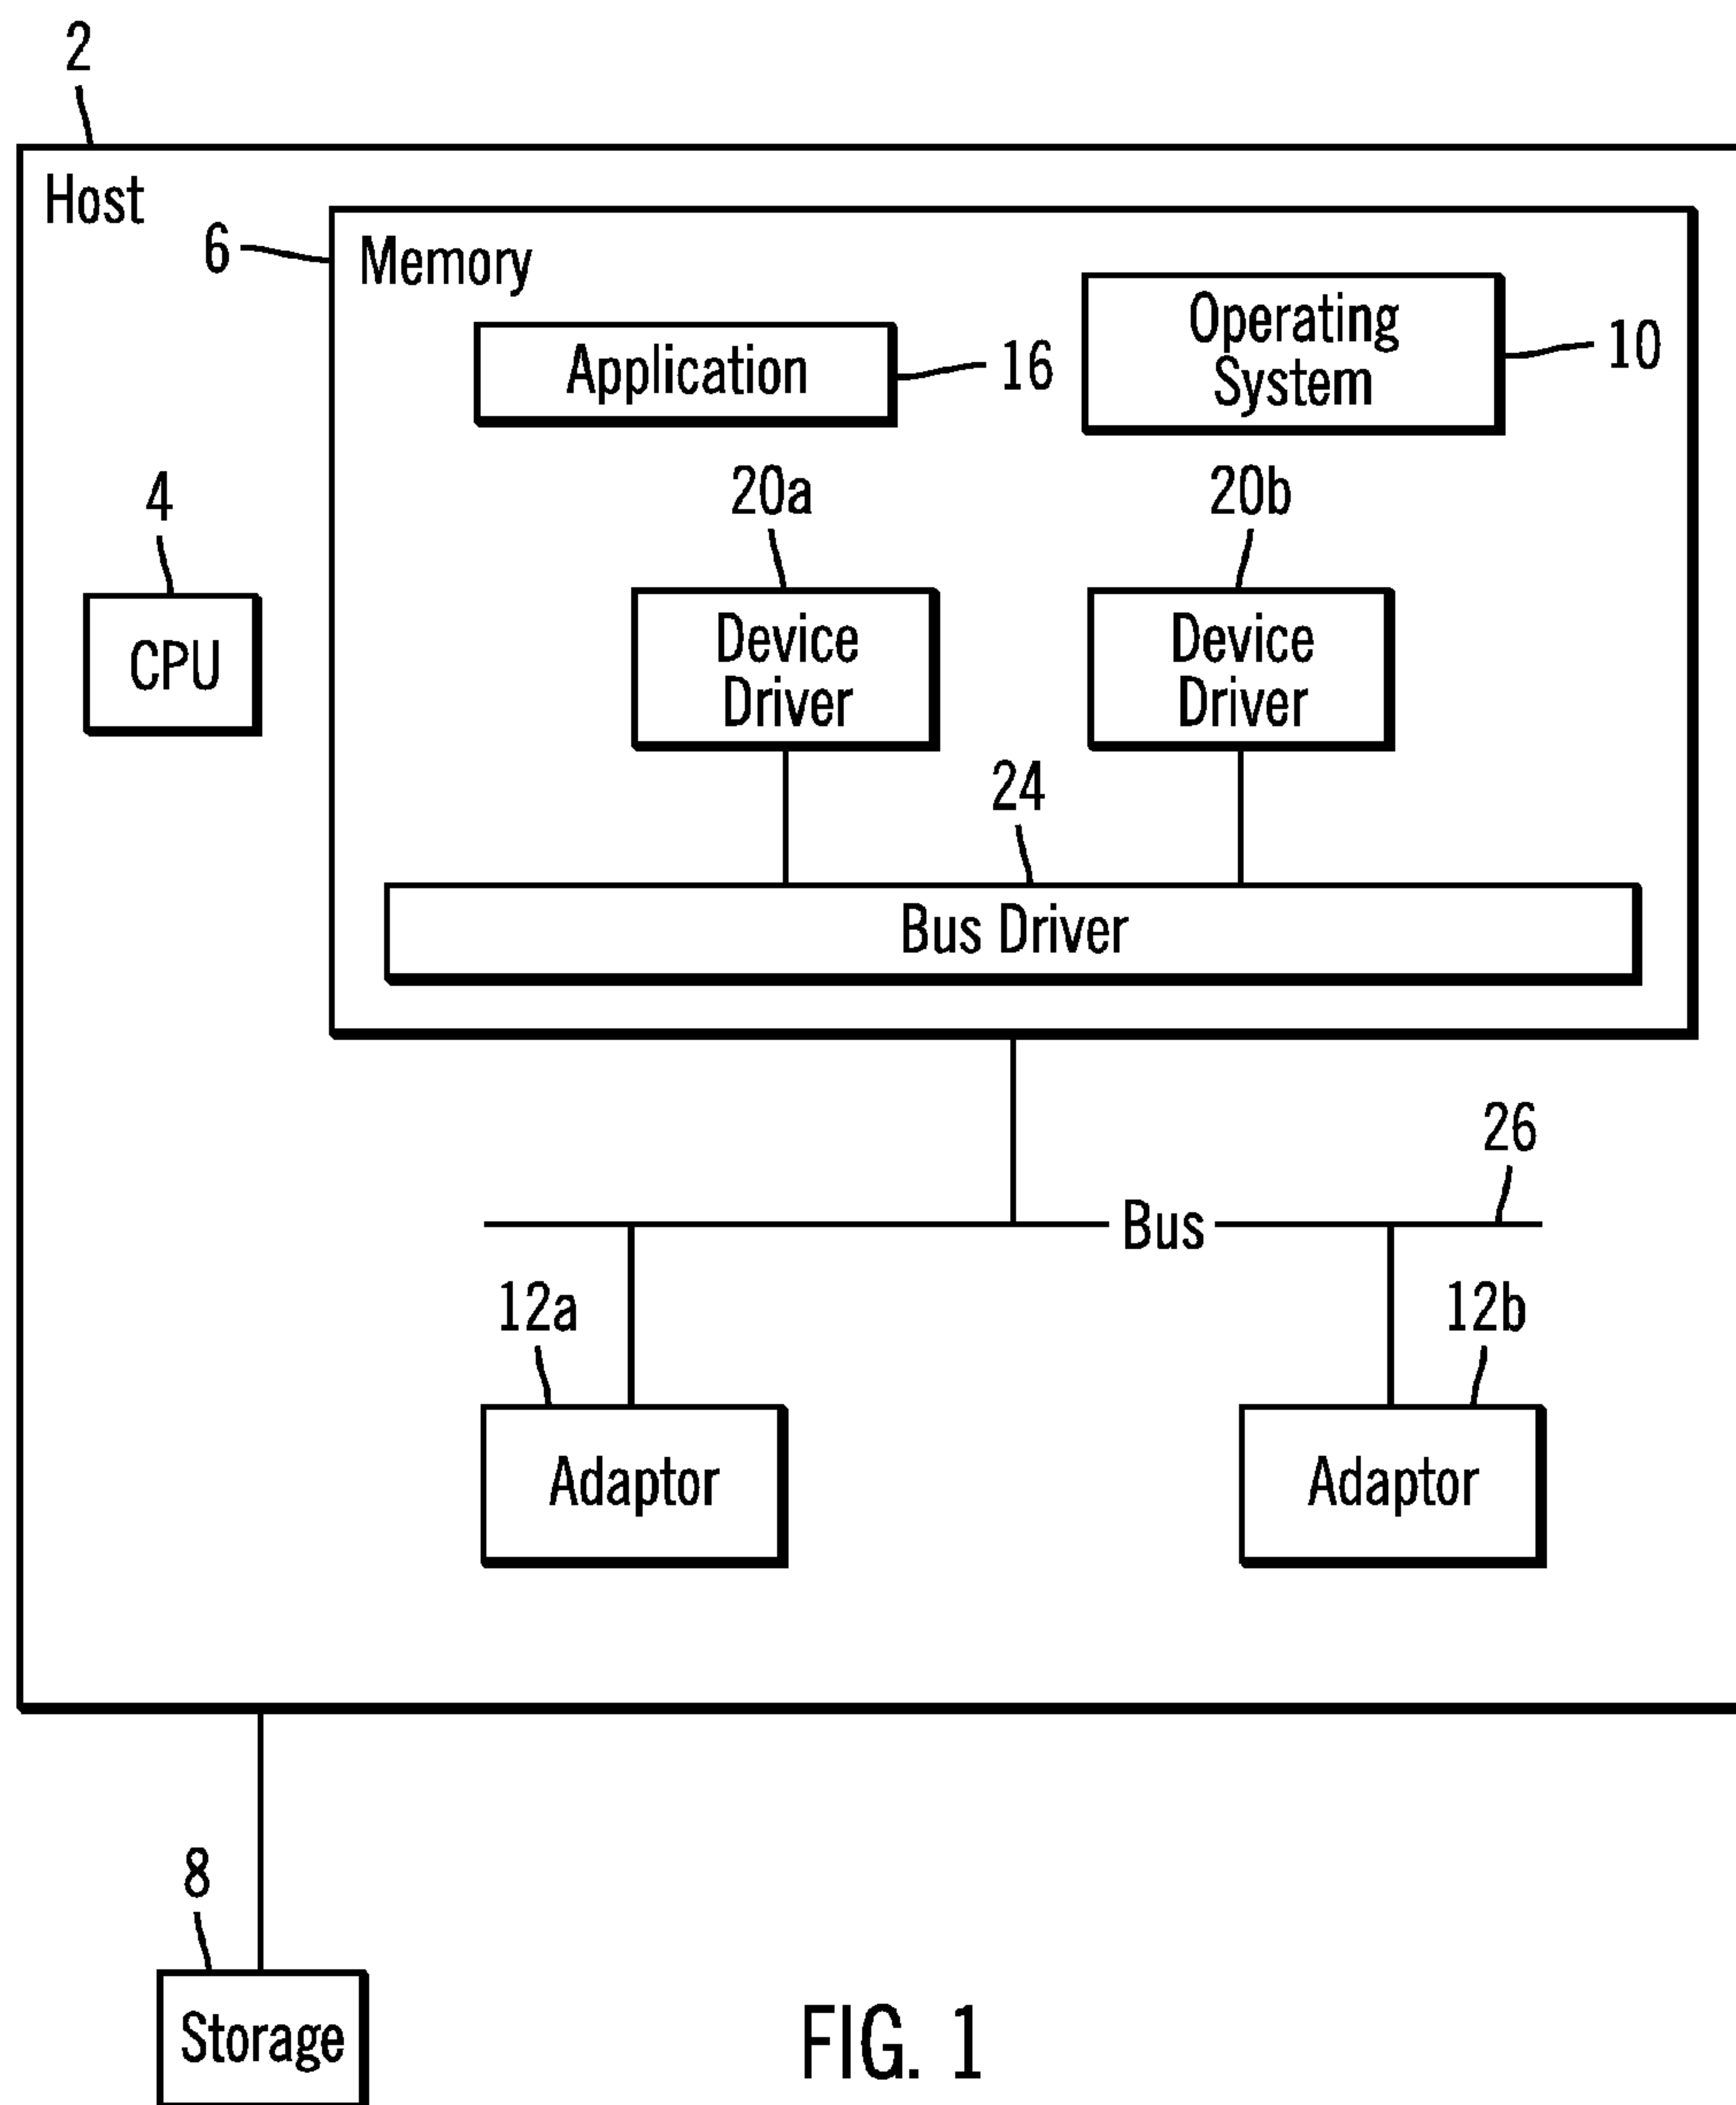 2
Host
6
Memory
Operating
System
10
Application
16
4
20a
20b
CPU
Device
Driver
Device
Driver
24
Bus Driver
26
Bus
12a
12b
Adaptor
Adaptor
8
Storage
FIG. 1